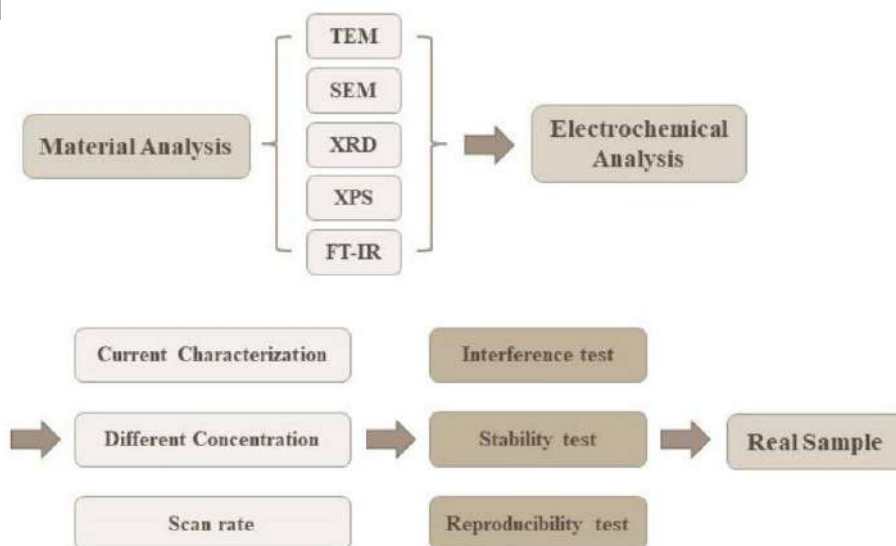 TEM
SEM
Material Analysis
XRD
XPS
FT-IR
Electrochemical
Analysis
Current Characterization
Different Concentration
Scan rate
Interference test
Stability test
Reproducibility test
Real Sample